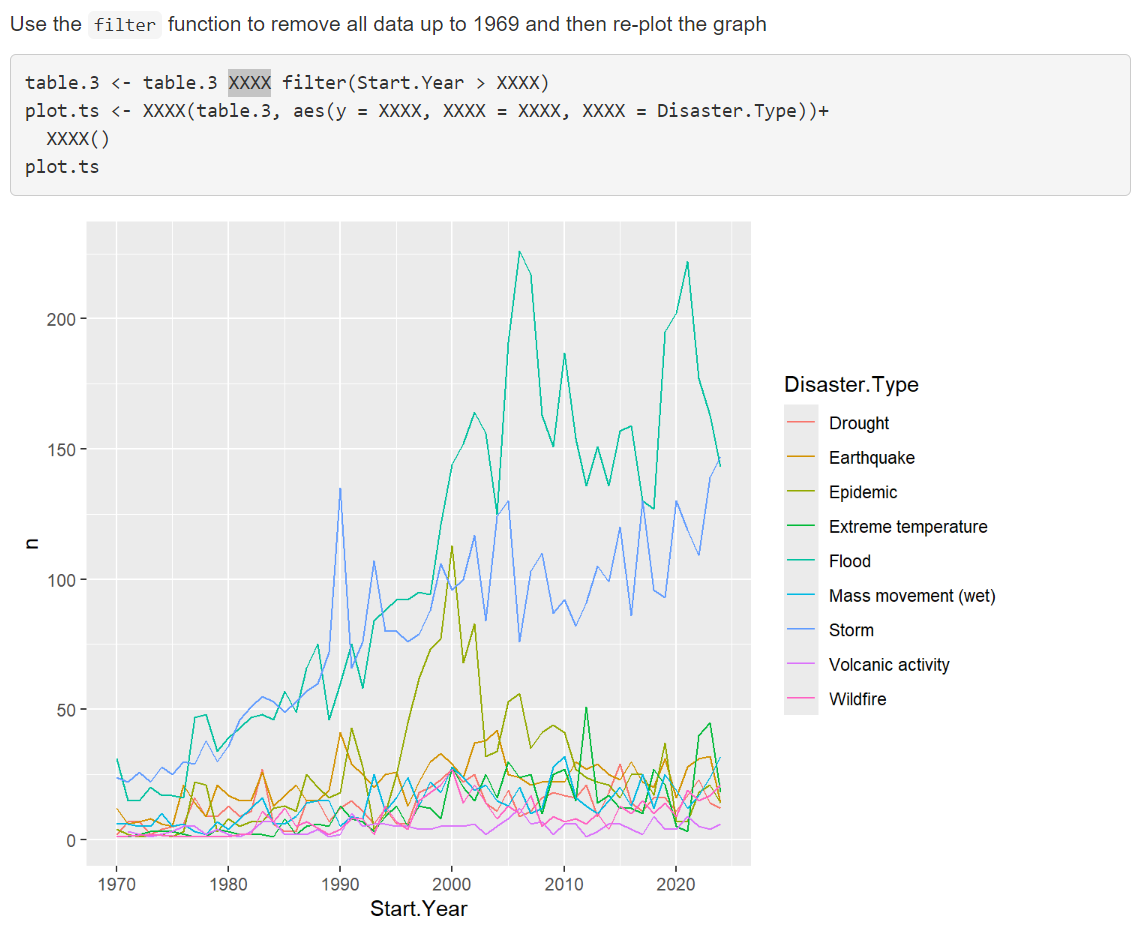 Use the filter function to remove all data up to 1969 and then re-plot the graph
table.3 <- table.3 XXXX filter(Start.Year > XXXX)
plot.ts <- XXXX(table.3, aes(y = XXXX, XXXX = XXXX, XXXX = Disaster.Type))+
  XXXX()
plot.ts
200
150
100
50
0
n
1970 1980 1990 2000 2010 2020
Start.Year
Disaster.Type
Drought
Earthquake
Epidemic
Extreme temperature
Flood
Mass movement (wet)
Storm
Volcanic activity
Wildfire